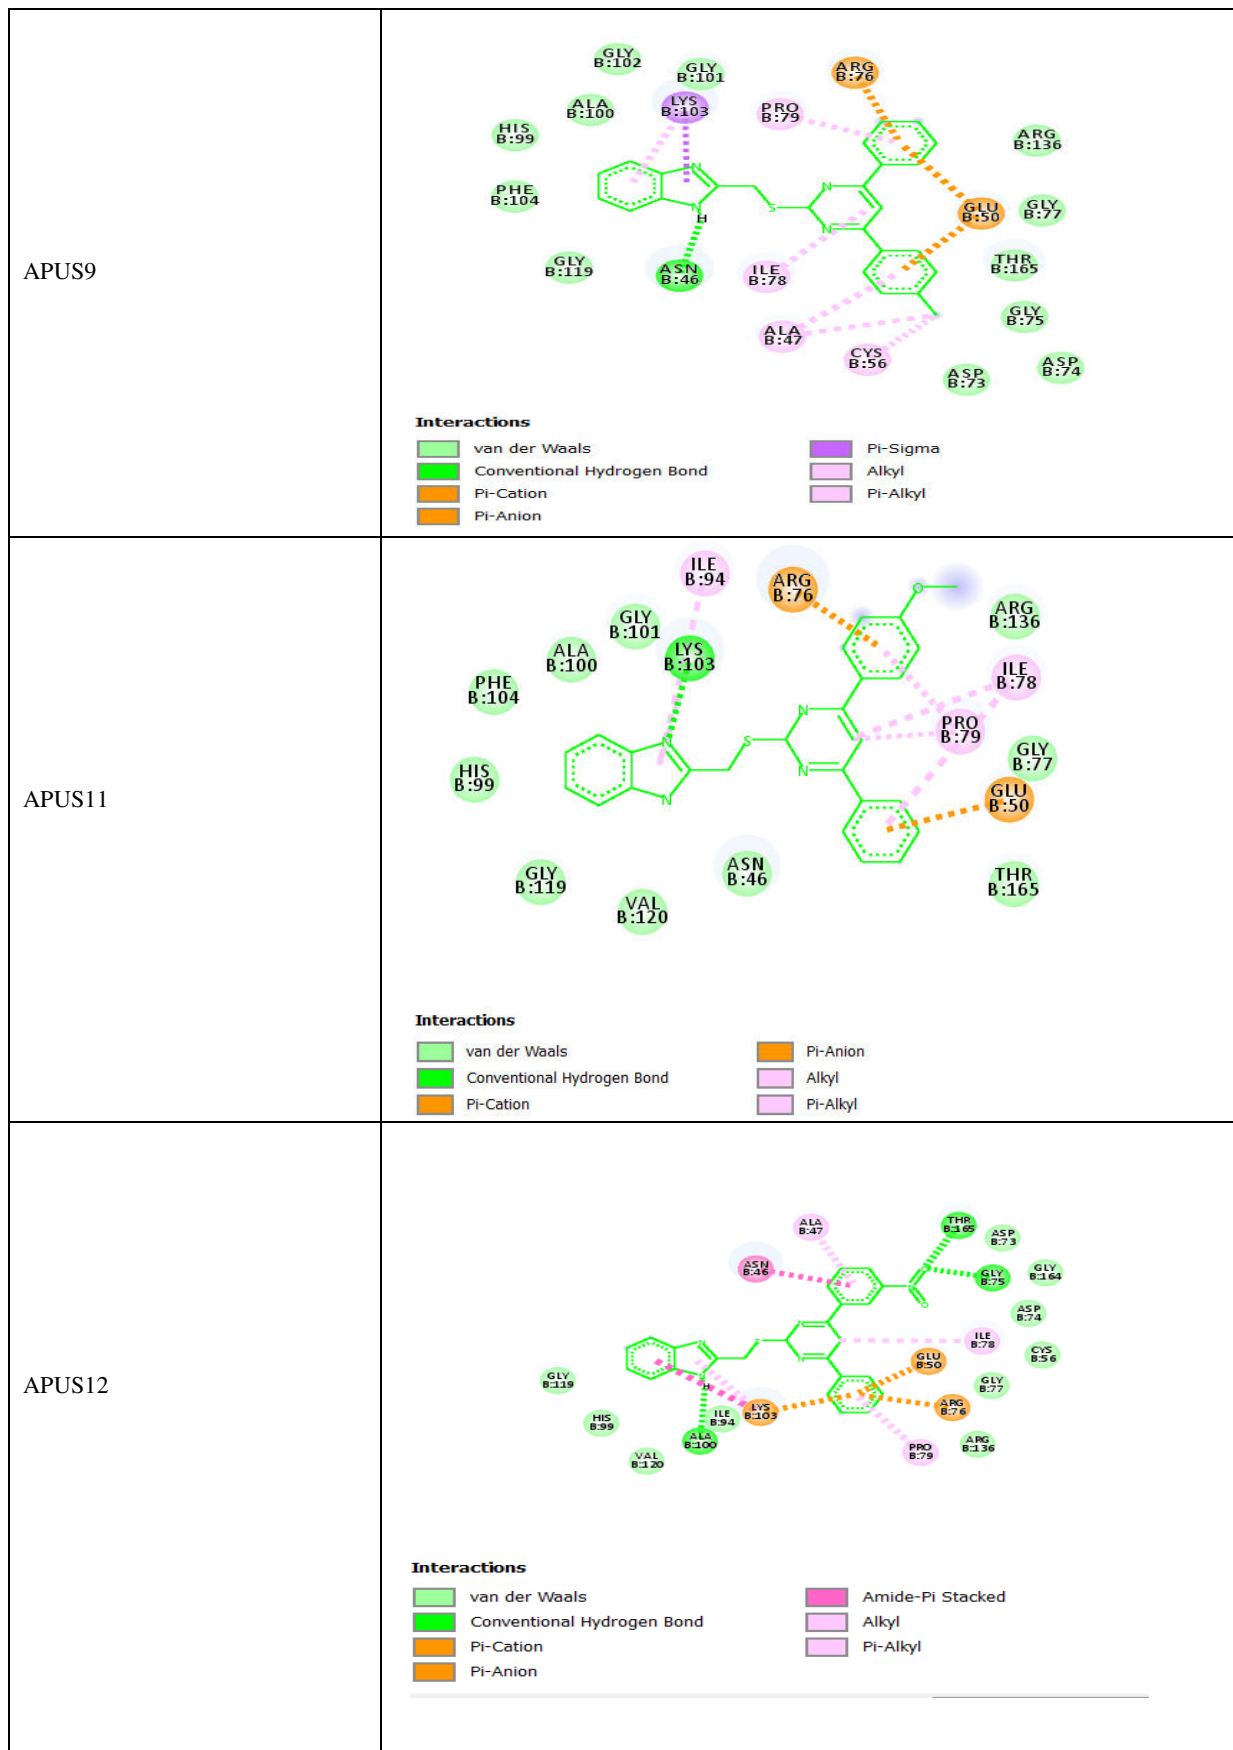 APUS9
GLY
B:102
GLY
B:101
ARG
B:76
LYS
B:103
PRO
B:79
ALA
B:100
HIS
B:99
ARG
B:136
PHE
B:104
N
N
H
S
N
N
GLU
B:50
GLY
B:77
GLY
B:119
ASN
B:46
ILE
B:78
THR
B:165
ALA
B:47
GLY
B:75
CYS
B:56
ASP
B:73
ASP
B:74
Interactions
van der Waals
Conventional Hydrogen Bond
Pi-Cation
Pi-Anion
Pi-Sigma
Alkyl
Pi-Alkyl
APUS11
ILE
B:94
ARG
B:76
O
ARG
B:136
GLY
B:101
LYS
B:103
ALA
B:100
PHE
B:104
ILE
B:78
PRO
B:79
N
N
S
N
N
GLY
B:77
HIS
B:99
GLU
B:50
GLY
B:119
VAL
B:120
ASN
B:46
THR
B:165
Interactions
van der Waals
Conventional Hydrogen Bond
Pi-Cation
Pi-Anion
Alkyl
Pi-Alkyl
APUS12
ALA
B:47
THR
B:165
ASP
B:73
ASN
B:46
GLY
B:75
GLY
B:164
ASP
B:74
ILE
B:78
CYS
B:56
GLU
B:50
GLY
B:77
GLY
B:119
H
HIS
B:99
ILE
B:94
LYS
B:103
ARG
B:76
ALA
B:100
VAL
B:120
PRO
B:79
ARG
B:136
Interactions
van der Waals
Conventional Hydrogen Bond
Pi-Cation
Pi-Anion
Amide-Pi Stacked
Alkyl
Pi-Alkyl